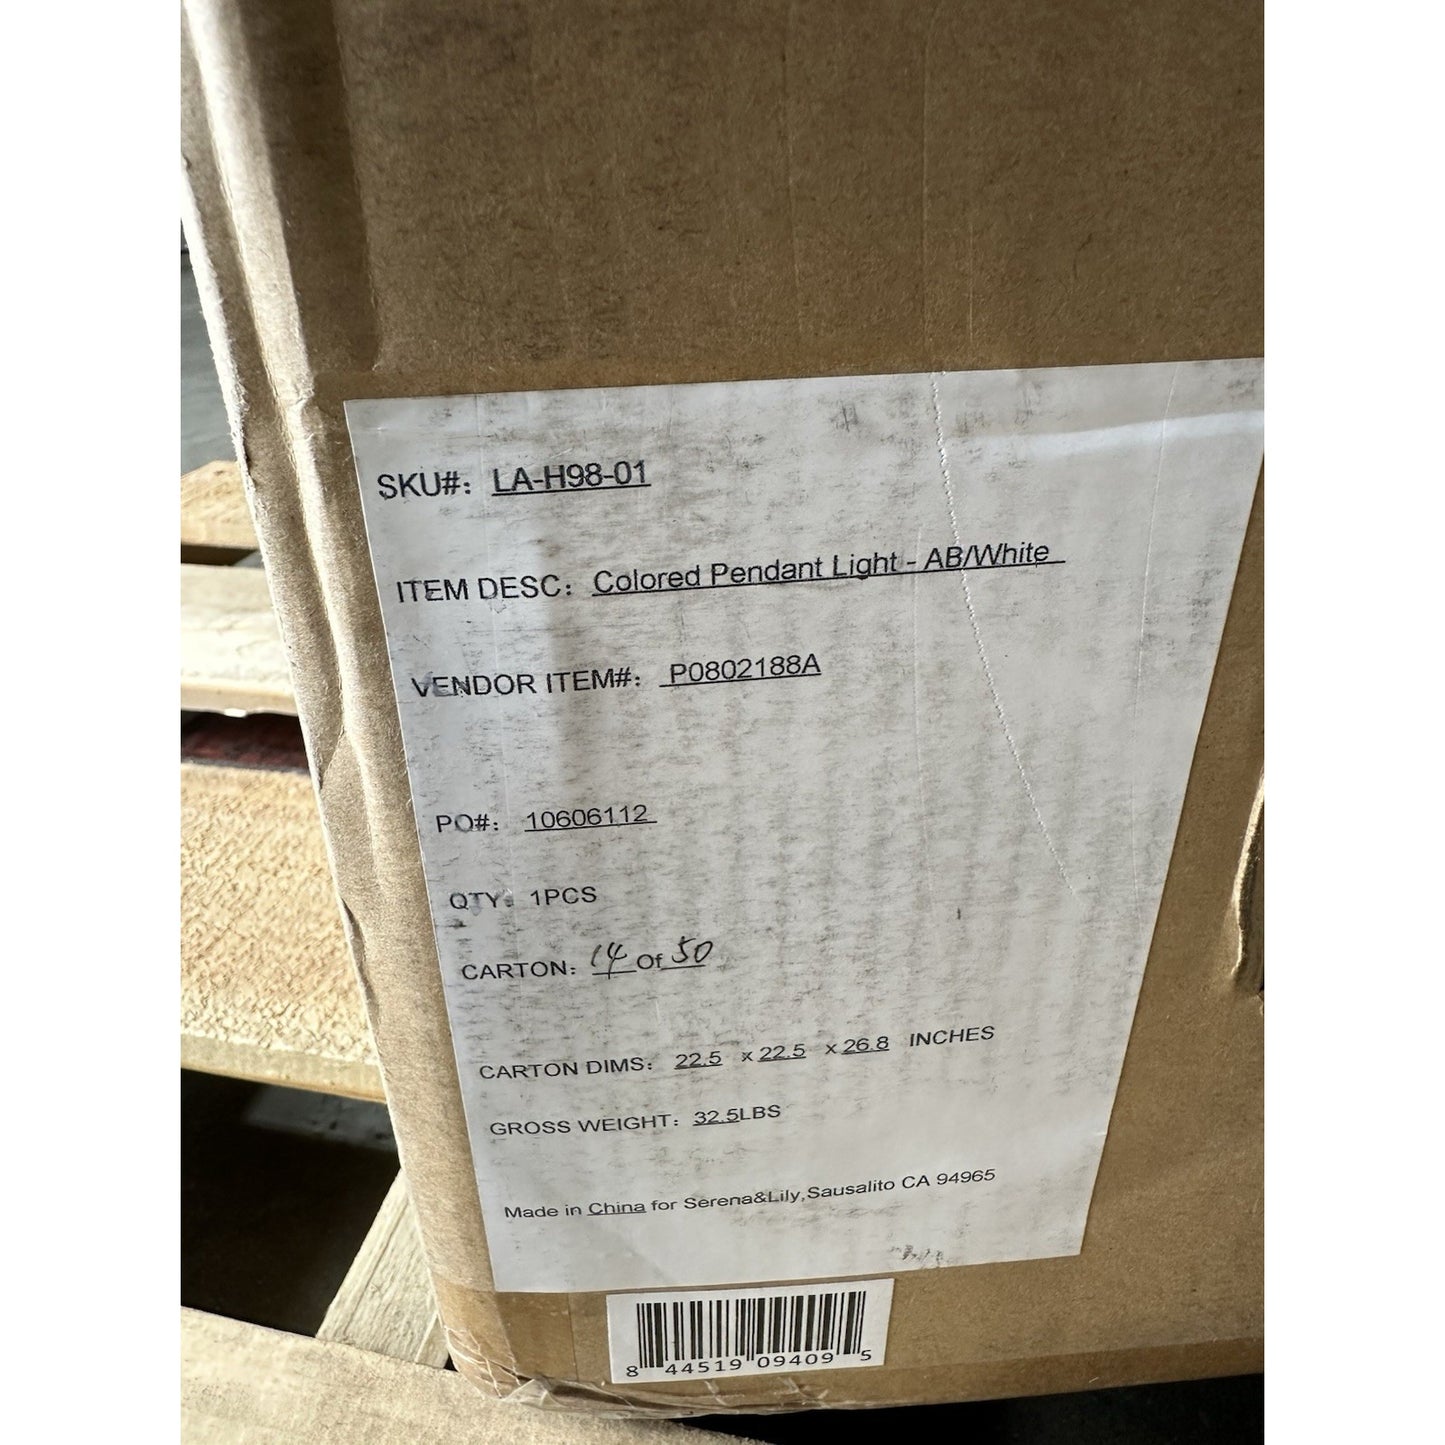 SKU#: LA-H98-01
ITEM DESC: Colored Pendant Light - AB/White
VENDOR ITEM#: P0802188A
PO#: 10606112
QTY: 1PCS
CARTON: 14 Of 50
CARTON DIMS: 22.5 x 22.5 x 26.8 INCHES
GROSS WEIGHT: 32.5LBS
Made in China for Serena&Lily,Sausalito CA 94965
8 44519 09409 5